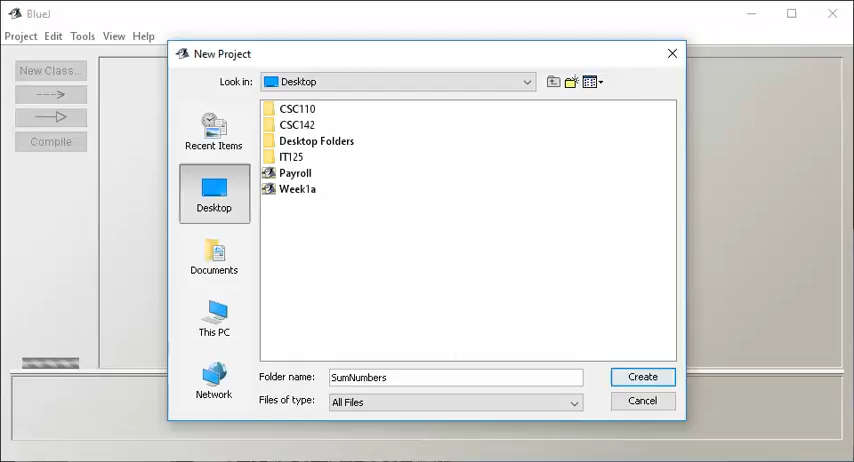 BlueJ
Project Edit Tools View Help
New Class...
Compile
New Project
Look in: Desktop
Recent Items
Desktop
Documents
This PC
Network
CSC110
CSC142
Desktop Folders
IT125
Payroll
Week1a
Folder name: SumNumbers
Create
Files of type: All Files
Cancel